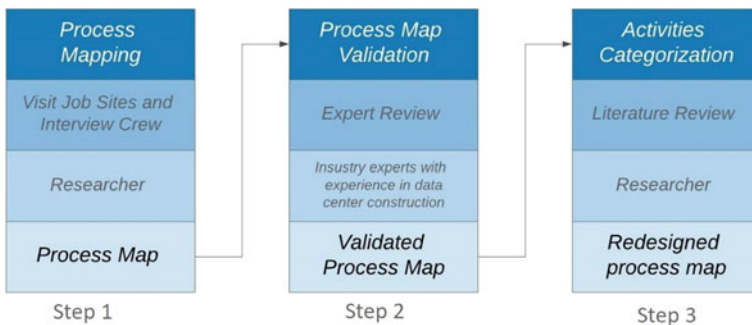 Process
Mapping
Visit Job Sites and
Interview Crew
Researcher
Process Map
Step 1
Process Map
Validation
Expert Review
Insustry experts with
experience in data
center construction
Validated
Process Map
Step 2
Activities
Categorization
Literature Review
Researcher
Redesigned
process map
Step 3